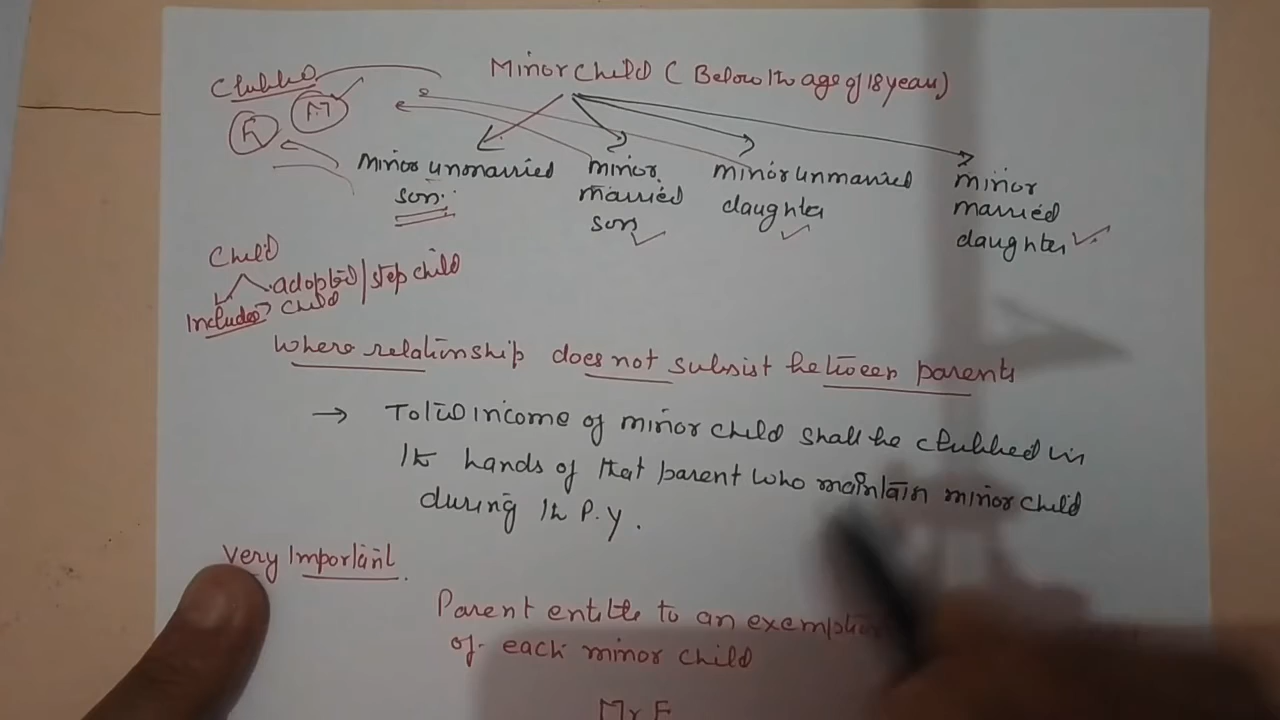 Clubbed
Minor child ( Below the age of 18 year)
F M
Minor unmarried
son
minor
married
son
minor unmarried
daughter
minor
married
daughter
Child
adopted / step child
Includes child
Where relationship does not subsist between parents
→ Total income of minor child shall be clubbed in
the hands of that parent who maintain minor child
during the P.Y.
Very Important
Parent entitle to an exemption
of each minor child
Mr F